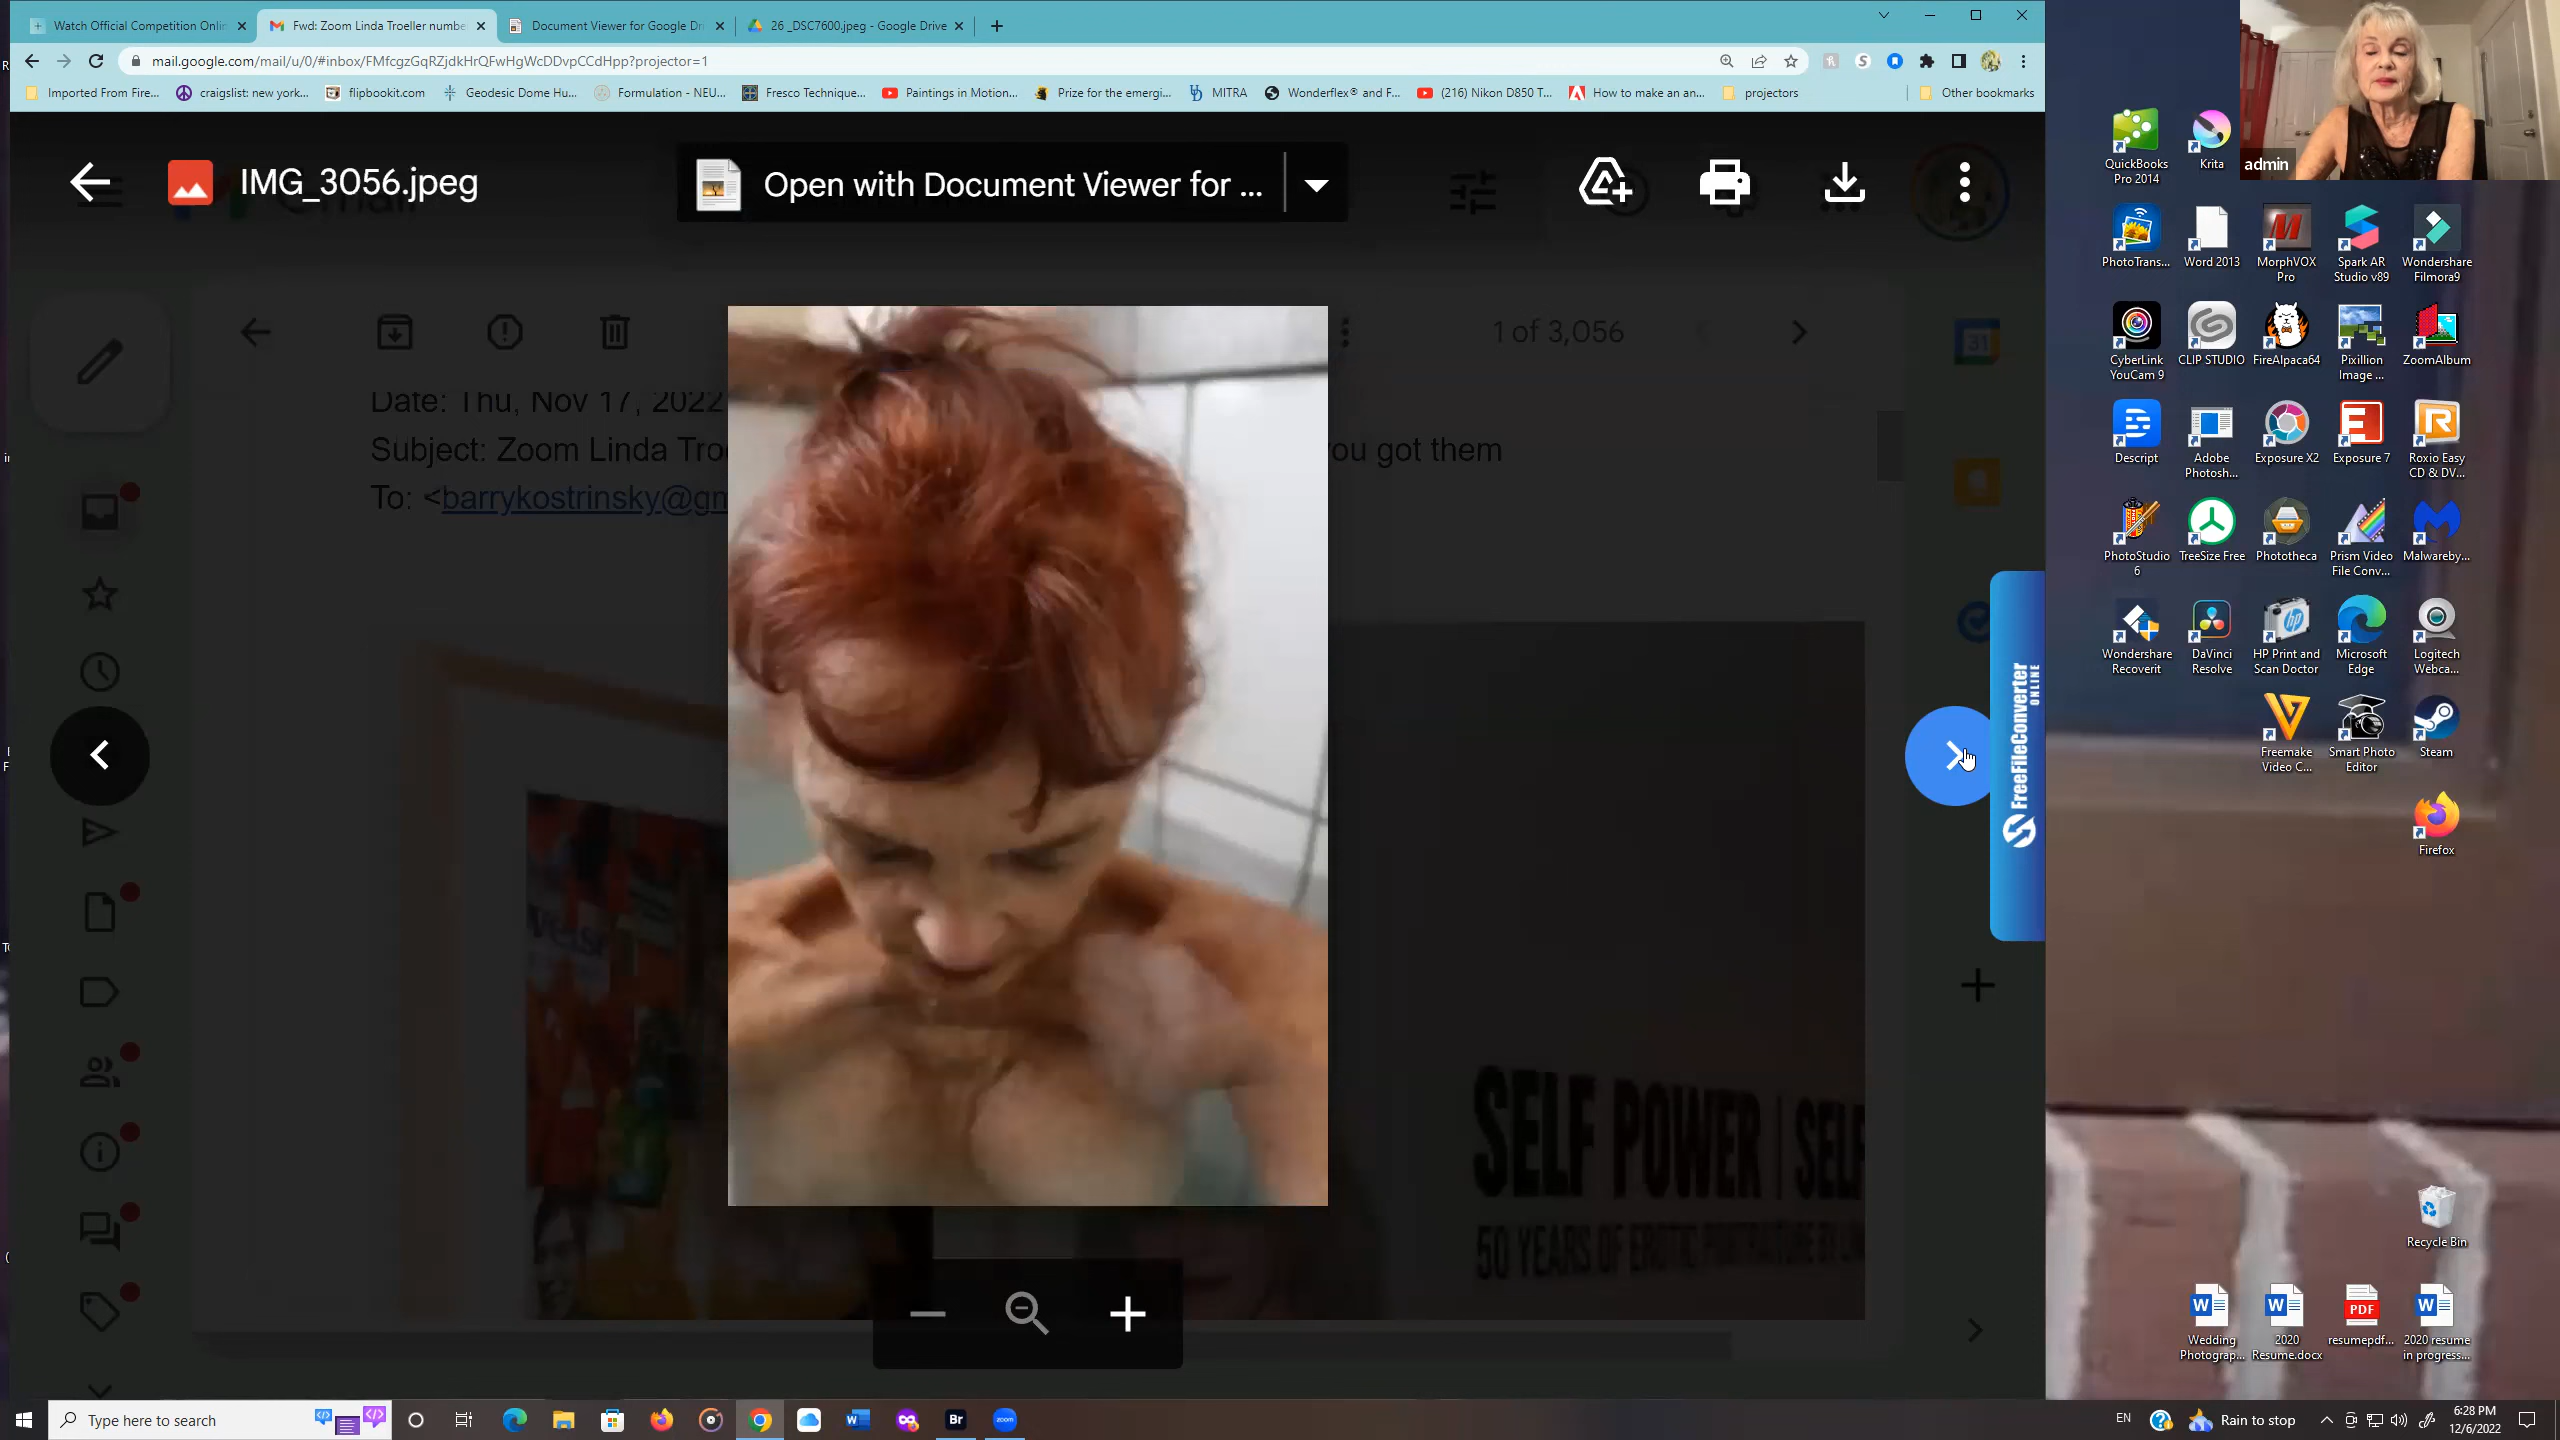 Watch Official Competition Onlin
Fwd: Zoom Linda Troeller numbe
Document Viewer for Google Dri
26 _DSC7600.jpeg - Google Drive
mail.google.com/mail/u/0/#inbox/FMfcgzGqRZjdkHrQFwHgWcDDvpCCdHpp?projector=1
Imported From Fire...
craigslist: new york...
flipbookit.com
Geodesic Dome Hu...
Formulation - NEU...
Fresco Technique...
Paintings in Motion...
Prize for the emergi...
MITRA
Wonderflex® and F...
(216) Nikon D850 T...
How to make an an...
projectors
Other bookmarks
IMG_3056.jpeg
Open with Document Viewer for ...
admin
1 of 3,056
31
Date: Thu, Nov 17, 2022
Subject: Zoom Linda Tro
ou got them
To: <barrykostrinsky@gm
SELF POWER | SELF
50 YEARS OF EROTIC
FreeFileConverter
ONLINE
QuickBooks
Pro 2014
Krita
PhotoTrans...
Word 2013
MorphVOX
Pro
Spark AR
Studio v89
Wondershare
Filmora9
CyberLink
YouCam 9
CLIP STUDIO
FireAlpaca64
Pixillion
Image ...
ZoomAlbum
Descript
Adobe
Photosh...
Exposure X2
Exposure 7
Roxio Easy
CD & DV...
PhotoStudio
6
TreeSize Free
Phototheca
Prism Video
File Conv...
Malwareby...
Wondershare
Recoverit
DaVinci
Resolve
HP Print and
Scan Doctor
Microsoft
Edge
Logitech
Webca...
Freemake
Video C...
Smart Photo
Editor
Steam
Firefox
Recycle Bin
Wedding
Photograp...
2020
Resume.docx
PDF
resumepdf...
2020 resume
in progress...
Type here to search
Br
zoom
EN
Rain to stop
6:28 PM
12/6/2022